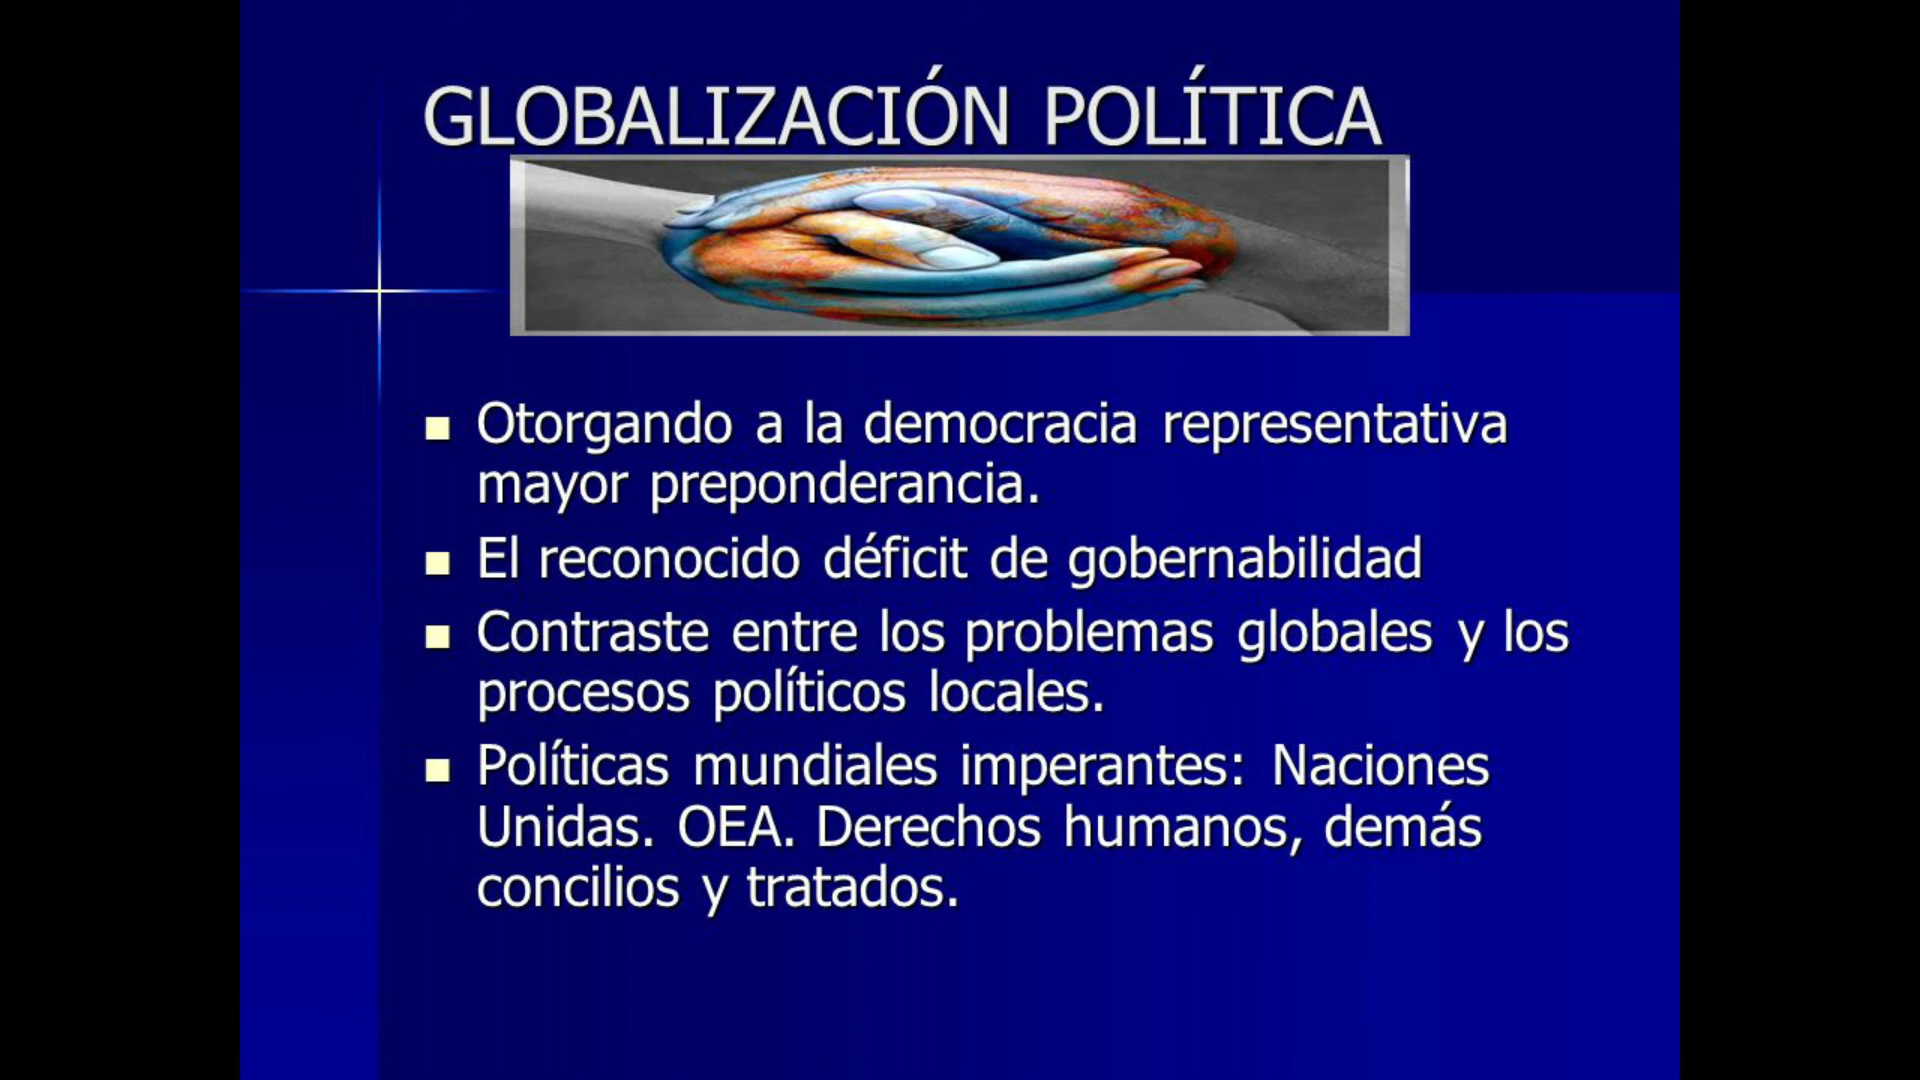 GLOBALIZACIÓN POLÍTICA
Otorgando a la democracia representativa
mayor preponderancia.
El reconocido déficit de gobernabilidad
Contraste entre los problemas globales y los
procesos políticos locales.
Políticas mundiales imperantes: Naciones
Unidas. OEA. Derechos humanos, demás
concilios y tratados.